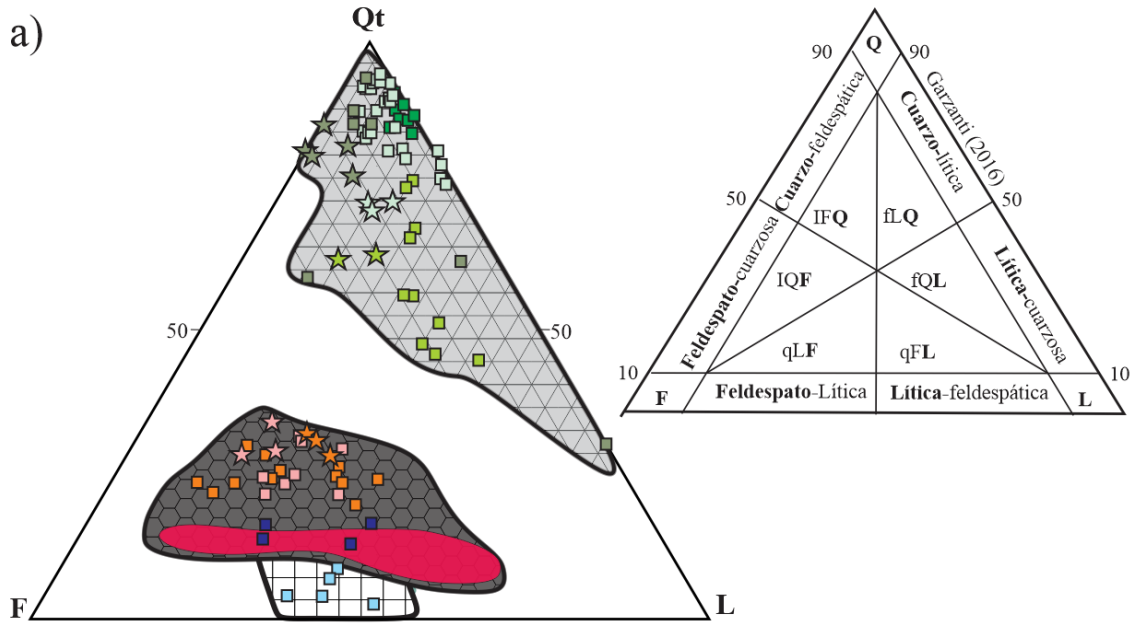 a)
Qt
50
50
F
L
Q
90
90
Garzanti (2016)
Cuarzo-feldespática
Cuarzo-lítica
50
50
lFQ
fLQ
Feldespato-cuarzosa
Lítica-cuarzosa
lQF
fQL
qLF
qFL
10
10
F
Feldespato-Lítica
Lítica-feldespática
L